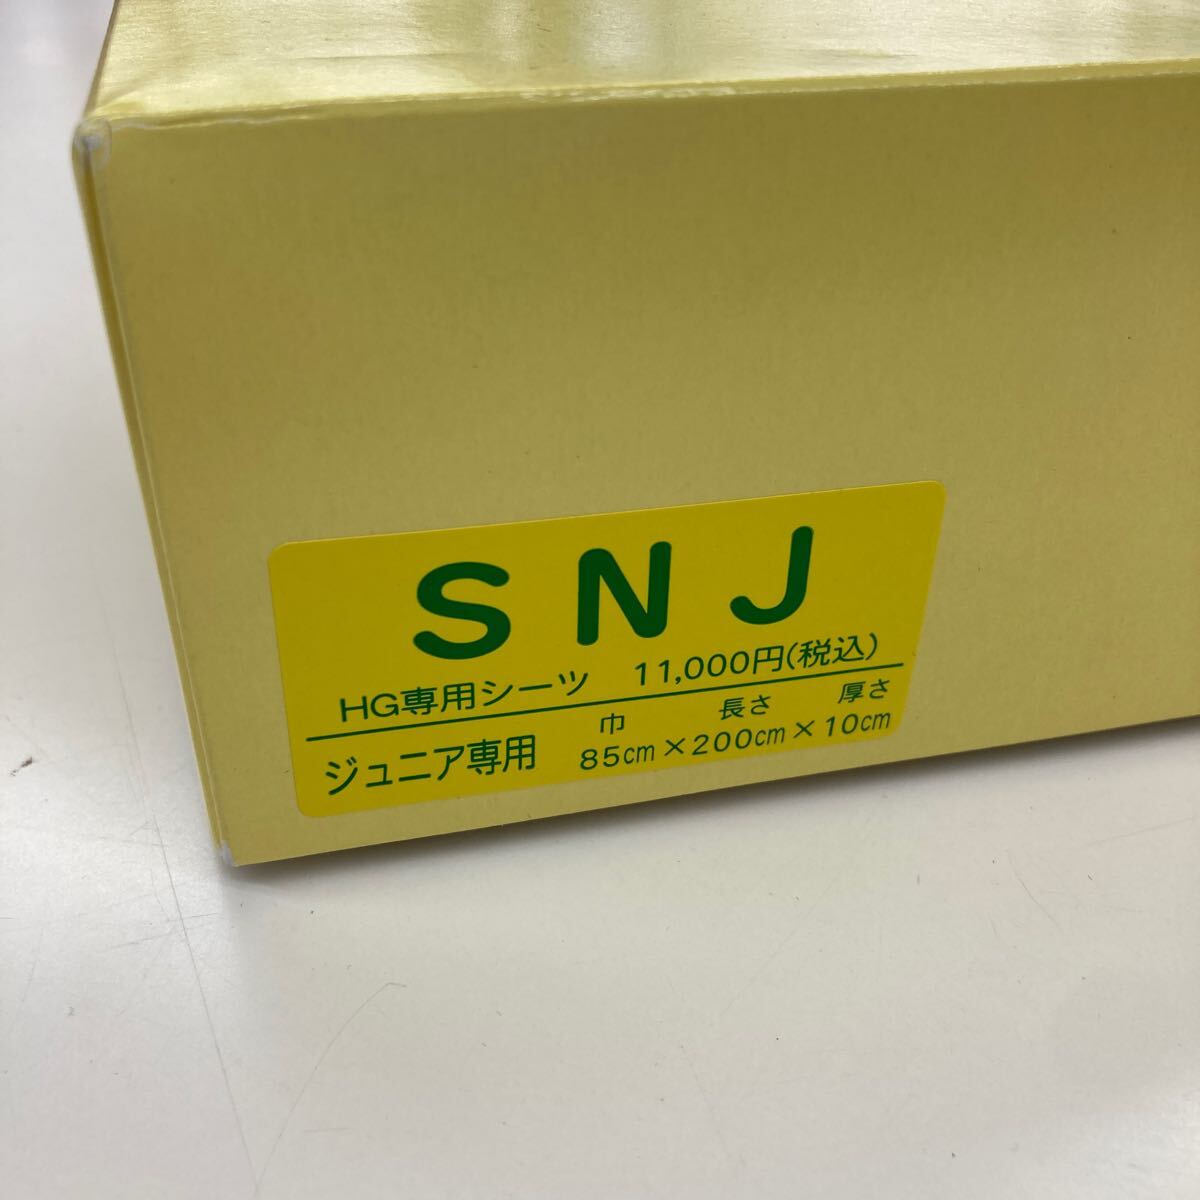 SNJ
HG専用シーツ 11,000円(税込)
巾 長さ 厚さ
ジュニア専用 85cm×200cm×10cm